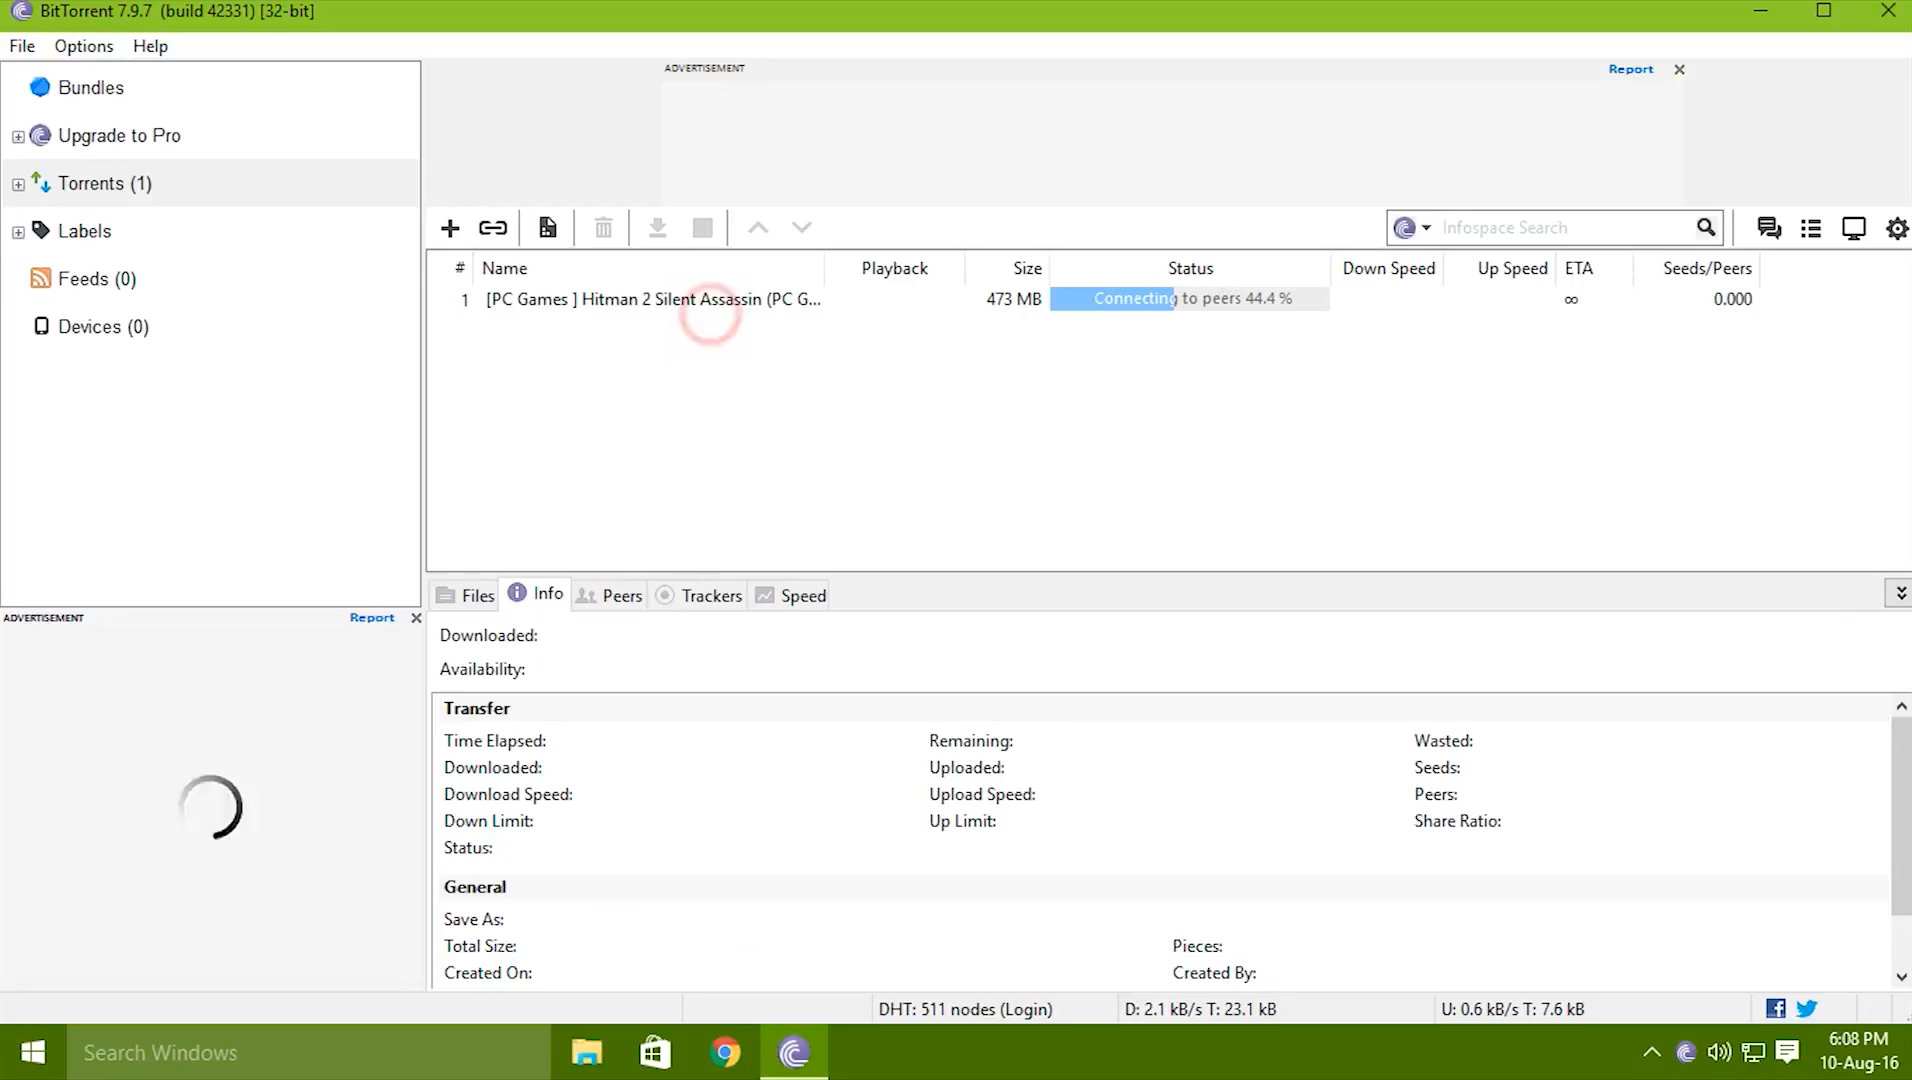 BitTorrent 7.9.7 (build 42331) [32-bit]
File Options Help
Bundles
Upgrade to Pro
Torrents (1)
Labels
Feeds (0)
Devices (0)
ADVERTISEMENT Report
ADVERTISEMENT Report
Infospace Search
# Name Playback Size Status Down Speed Up Speed ETA Seeds/Peers
1 [PC Games ] Hitman 2 Silent Assassin (PC G... 473 MB Connecting to peers 44.4 % ∞ 0.000
Files Info Peers Trackers Speed
Downloaded:
Availability:
Transfer
Time Elapsed: Remaining: Wasted:
Downloaded: Uploaded: Seeds:
Download Speed: Upload Speed: Peers:
Down Limit: Up Limit: Share Ratio:
Status:
General
Save As:
Total Size: Pieces:
Created On: Created By:
DHT: 511 nodes (Login) D: 2.1 kB/s T: 23.1 kB U: 0.6 kB/s T: 7.6 kB
Search Windows
6:08 PM
10-Aug-16